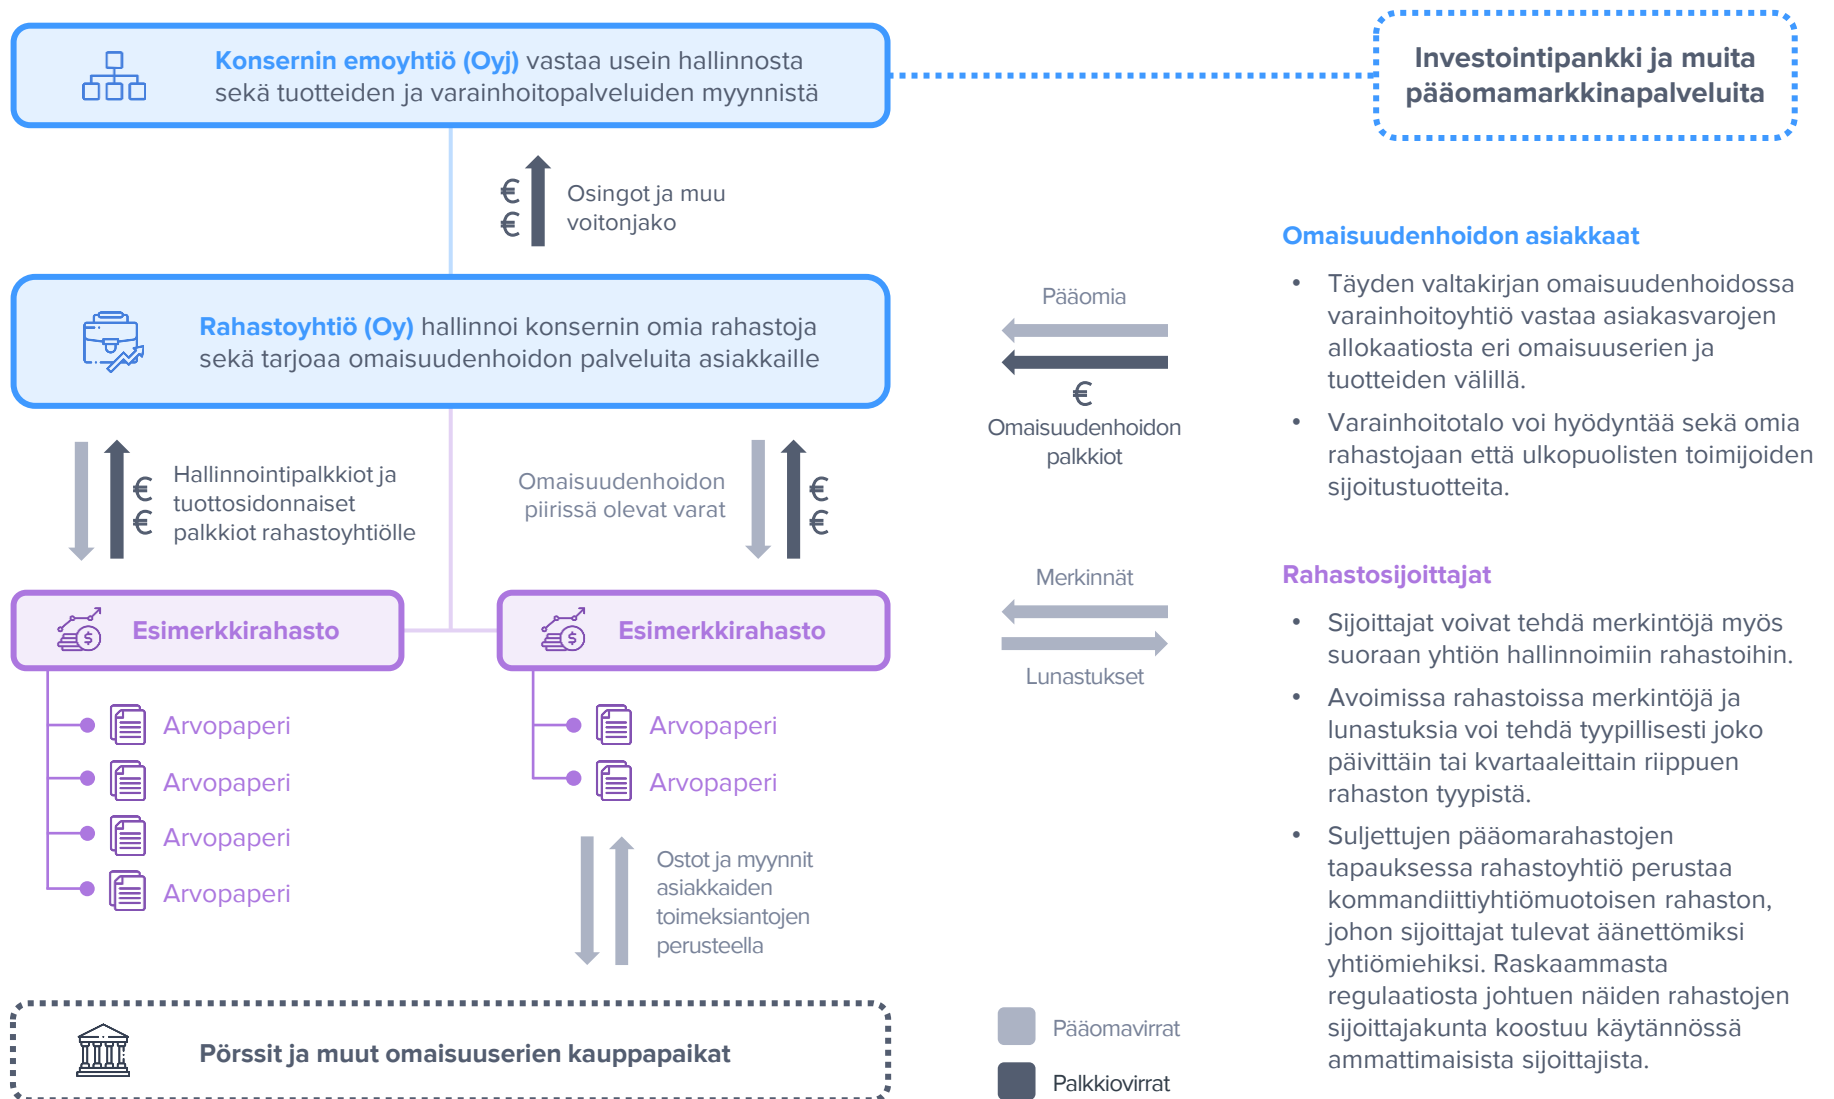 Konsernin emoyhtiö (Oyj) vastaa usein hallinnosta
sekä tuotteiden ja varainhoitopalveluiden myynnistä
Investointipankki ja muita
pääomamarkkinapalveluita
€
€
Osingot ja muu
voitonjako
Rahastoyhtiö (Oy) hallinnoi konsernin omia rahastoja
sekä tarjoaa omaisuudenhoidon palveluita asiakkaille
Pääomia
€
Omaisuudenhoidon
palkkiot
Omaisuudenhoidon asiakkaat
• Täyden valtakirjan omaisuudenhoidossa
varainhoitoyhtiö vastaa asiakasvarojen
allokaatiosta eri omaisuuserien ja
tuotteiden välillä.
• Varainhoitotalo voi hyödyntää sekä omia
rahastojaan että ulkopuolisten toimijoiden
sijoitustuotteita.
€
€
Hallinnointipalkkiot ja
tuottosidonnaiset
palkkiot rahastoyhtiölle
Omaisuudenhoidon
piirissä olevat varat
€
€
Esimerkkirahasto
Arvopaperi
Arvopaperi
Arvopaperi
Arvopaperi
Esimerkkirahasto
Arvopaperi
Arvopaperi
Merkinnät
Lunastukset
Rahastosijoittajat
• Sijoittajat voivat tehdä merkintöjä myös
suoraan yhtiön hallinnoimiin rahastoihin.
• Avoimissa rahastoissa merkintöjä ja
lunastuksia voi tehdä tyypillisesti joko
päivittäin tai kvartaaleittain riippuen
rahaston tyypistä.
• Suljettujen pääomarahastojen
tapauksessa rahastoyhtiö perustaa
kommandiittiyhtiömuotoisen rahaston,
johon sijoittajat tulevat äänettömiksi
yhtiömiehiksi. Raskaammasta
regulaatiosta johtuen näiden rahastojen
sijoittajakunta koostuu käytännössä
ammattimaisista sijoittajista.
Ostot ja myynnit
asiakkaiden
toimeksiantojen
perusteella
Pörssit ja muut omaisuuserien kauppapaikat
Pääomavirrat
Palkkiovirrat